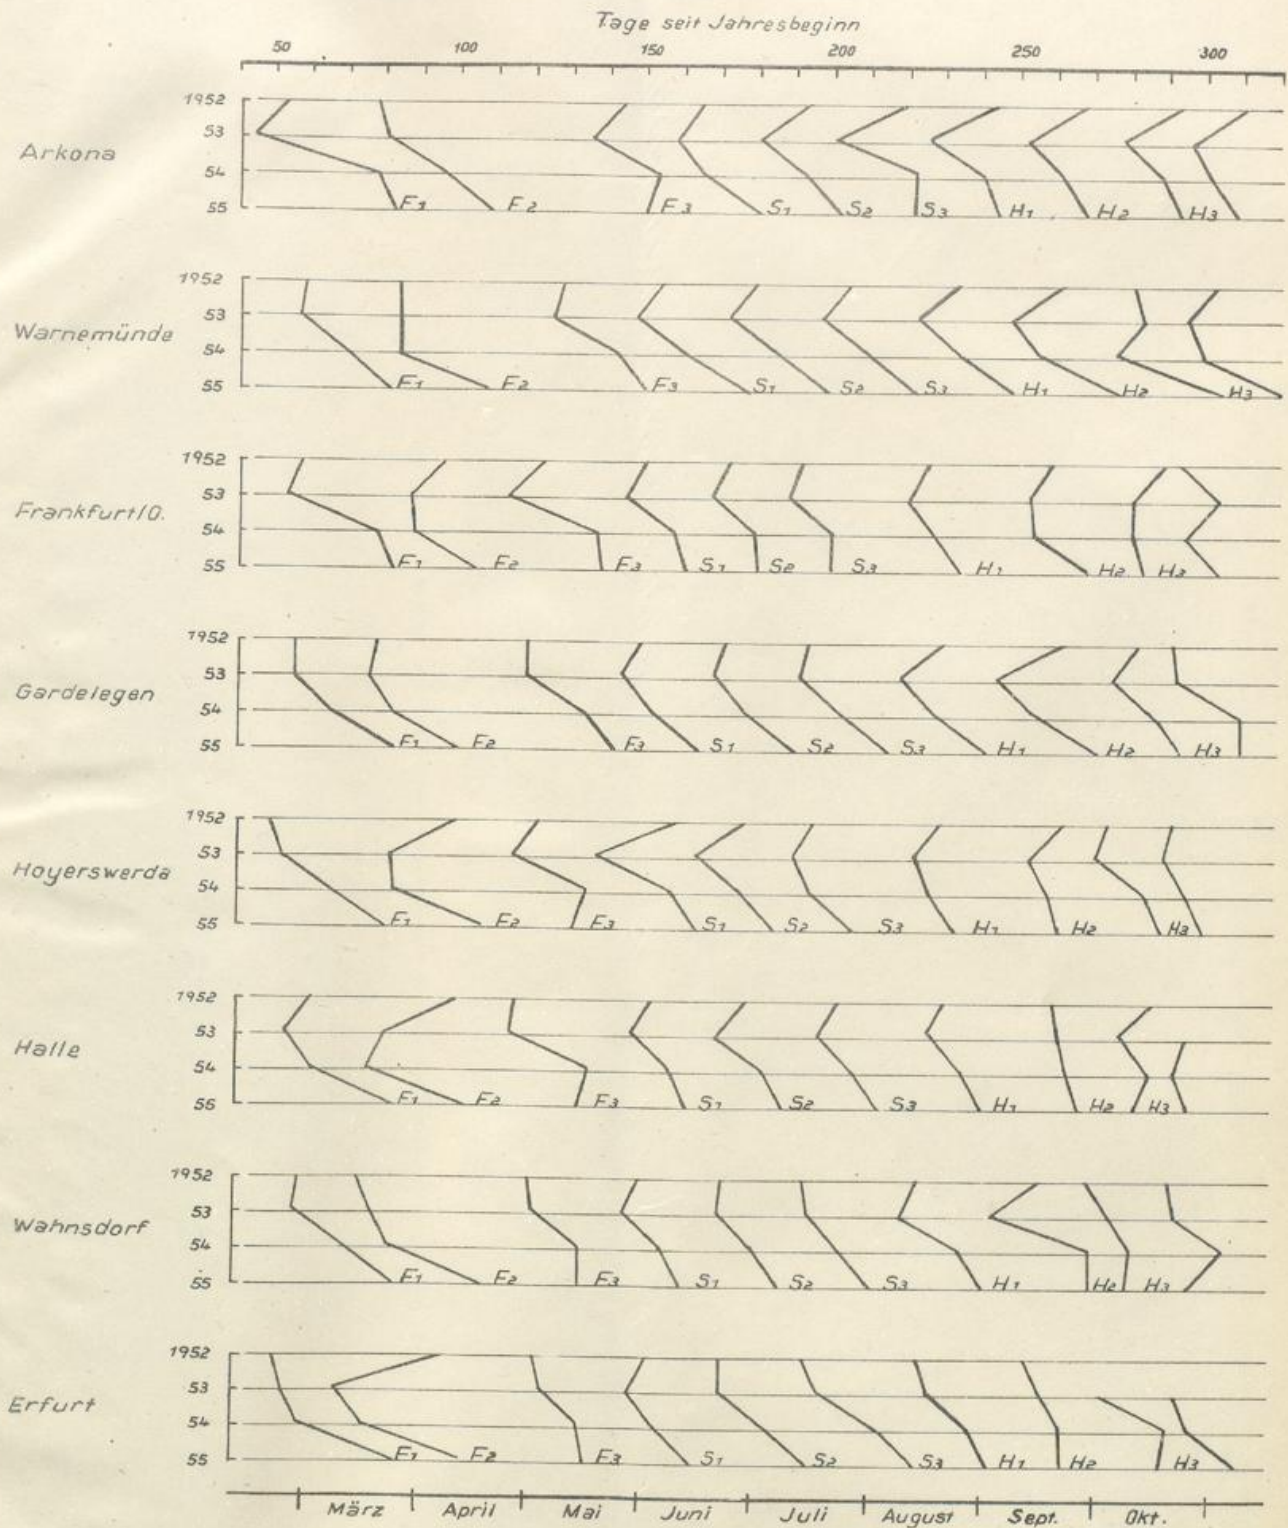 Tage seit Jahresbeginn
50 100 150 200 250 300
1952
Arkona
53
54
55 F1 F2 F3 S1 S2 S3 H1 H2 H3
1952
Warnemünde
53
54
55 F1 F2 F3 S1 S2 S3 H1 H2 H3
1952
Frankfurt/O.
53
54
55 F1 F2 F3 S1 S2 S3 H1 H2 H3
1952
Gardelegen
53
54
55 F1 F2 F3 S1 S2 S3 H1 H2 H3
1952
Hoyerswerda
53
54
55 F1 F2 F3 S1 S2 S3 H1 H2 H3
1952
Halle
53
54
55 F1 F2 F3 S1 S2 S3 H1 H2 H3
1952
Wahnsdorf
53
54
55 F1 F2 F3 S1 S2 S3 H1 H2 H3
1952
Erfurt
53
54
55 F1 F2 F3 S1 S2 S3 H1 H2 H3
März April Mai Juni Juli August Sept. Okt.